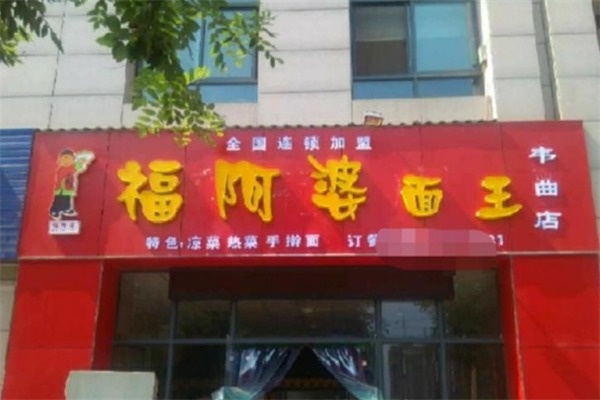 全国连锁加盟
福阿婆面王
韦曲店
特色:凉菜热菜手擀面 订餐